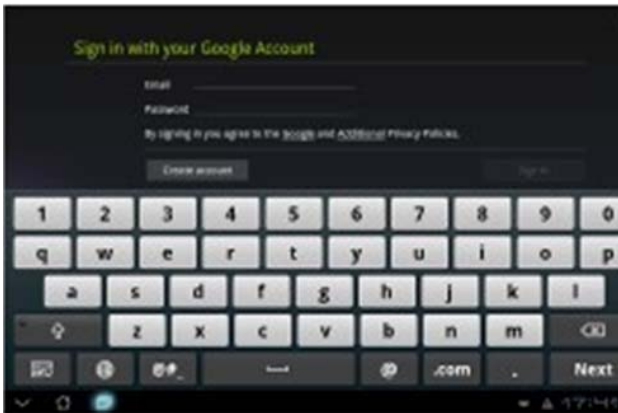 Sign in with your Google Account
Email
Password
By signing in you agree to the Google and Additional Privacy Policies.
Create account Sign in
1 2 3 4 5 6 7 8 9 0
q w e r t y u i o p
a s d f g h j k l
z x c v b n m
@#_ @ .com . Next